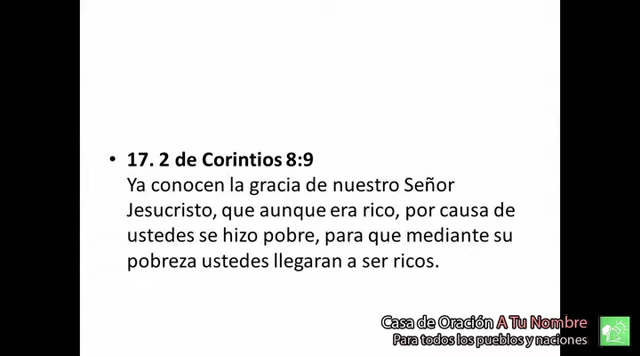 • 17. 2 de Corintios 8:9
Ya conocen la gracia de nuestro Señor
Jesucristo, que aunque era rico, por causa de
ustedes se hizo pobre, para que mediante su
pobreza ustedes llegaran a ser ricos.
Casa de Oración A Tu Nombre
Para todos los pueblos y naciones